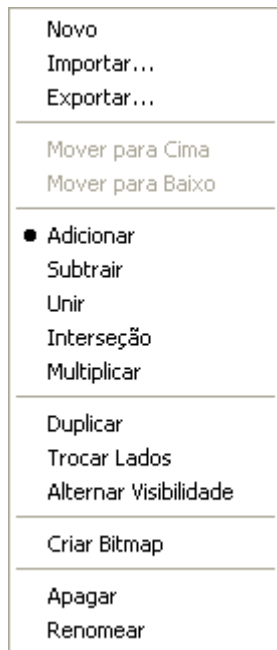 Novo
Importar...
Exportar...
Mover para Cima
Mover para Baixo
Adicionar
Subtrair
Unir
Interseção
Multiplicar
Duplicar
Trocar Lados
Alternar Visibilidade
Criar Bitmap
Apagar
Renomear